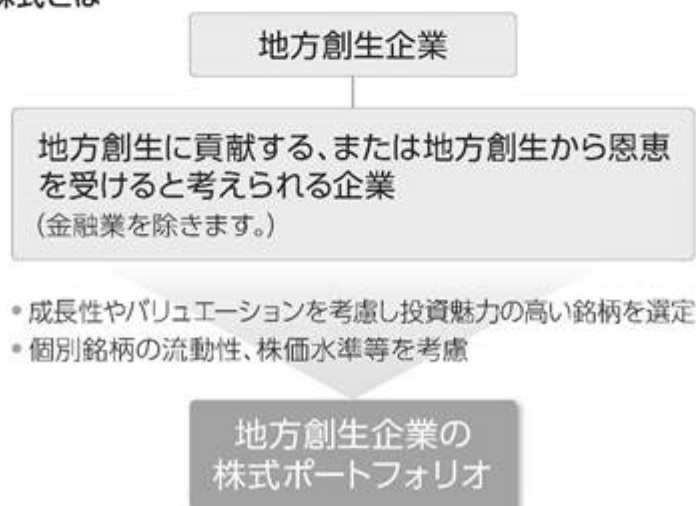 株式とは
地方創生企業
地方創生に貢献する、または地方創生から恩恵
を受けると考えられる企業
(金融業を除きます。)
• 成長性やバリュエーションを考慮し投資魅力の高い銘柄を選定
• 個別銘柄の流動性、株価水準等を考慮
地方創生企業の
株式ポートフォリオ